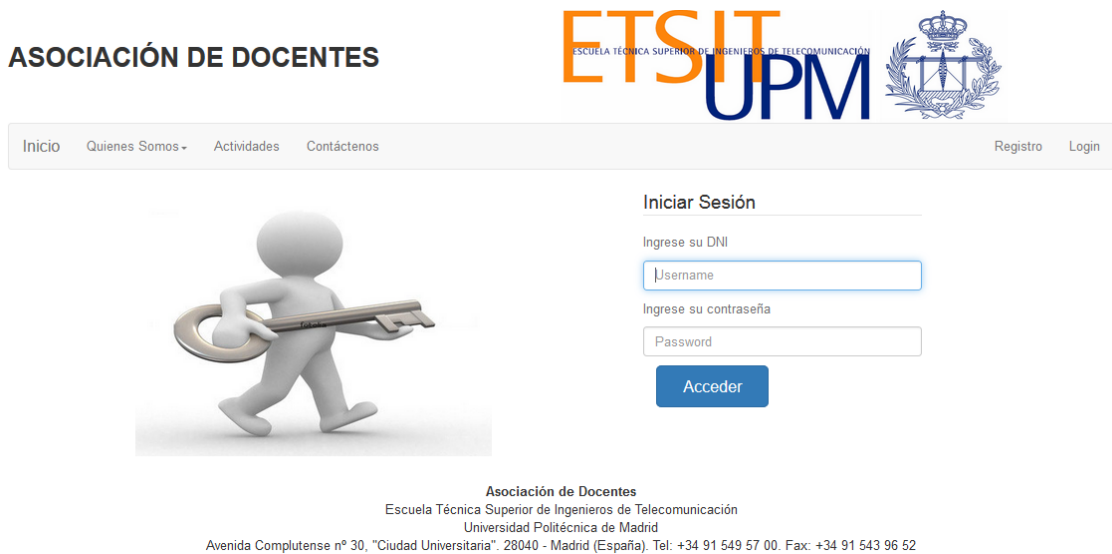 ASOCIACIÓN DE DOCENTES
ETSIT
ESCUELA TÉCNICA SUPERIOR DE INGENIEROS DE TELECOMUNICACIÓN
UPM
Inicio Quienes Somos Actividades Contáctenos Registro Login
Iniciar Sesión
Ingrese su DNI
Username
Ingrese su contraseña
Password
Acceder
Asociación de Docentes
Escuela Técnica Superior de Ingenieros de Telecomunicación
Universidad Politécnica de Madrid
Avenida Complutense nº 30, "Ciudad Universitaria". 28040 - Madrid (España). Tel: +34 91 549 57 00. Fax: +34 91 543 96 52